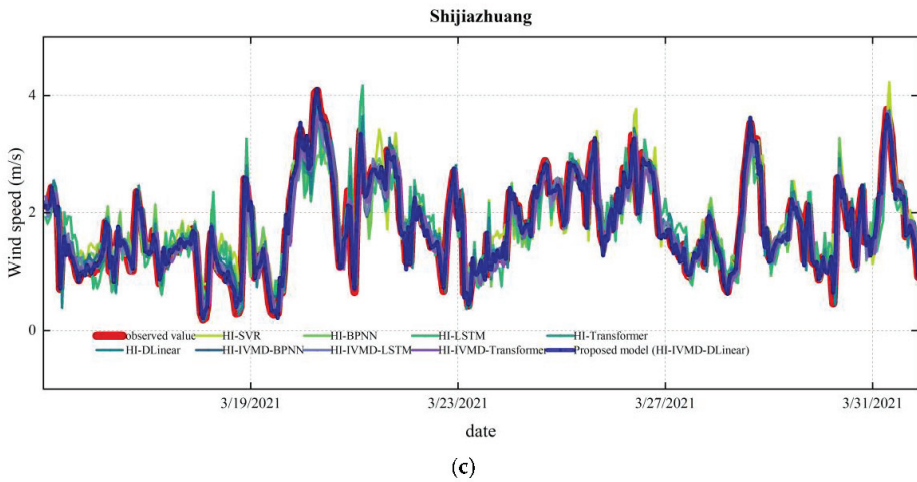 Shijiazhuang
4
2
0
Wind speed (m/s)
observed value HI-SVR HI-BPNN HI-LSTM HI-Transformer
HI-DLinear HI-IVMD-BPNN HI-IVMD-LSTM HI-IVMD-Transformer Proposed model (HI-IVMD-DLinear)
3/19/2021 3/23/2021 3/27/2021 3/31/2021
date
(c)